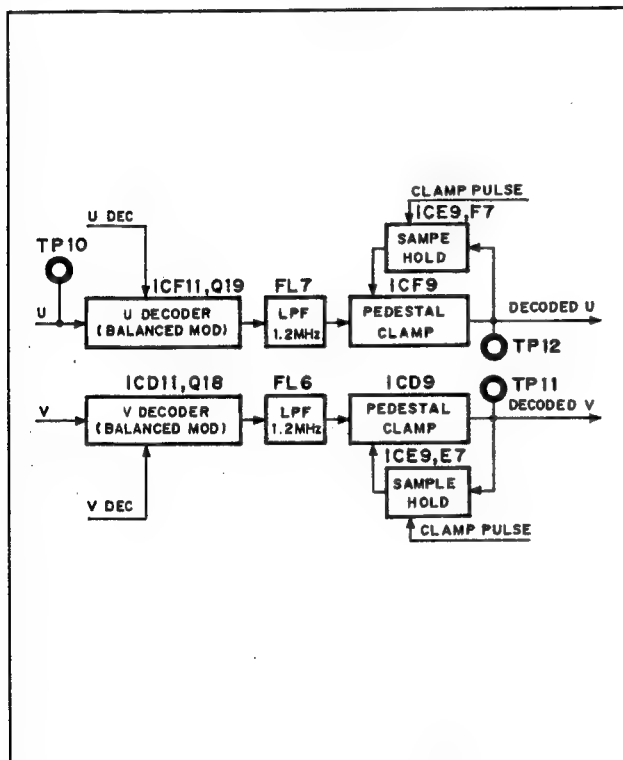 CLAMP PULSE
U DEC
ICE9,F7
TP10
SAMPE
HOLD
ICF11,Q19
FL7
ICF9
U
U DECODER
(BALANCED MOD)
LPF
1.2MHz
PEDESTAL
CLAMP
DECODED U
TP12
TP11
ICD11,Q18
FL6
ICD9
DECODED V
V
V DECODER
(BALANCED MOD)
LPF
1.2MHz
PEDESTAL
CLAMP
ICE9,E7
SAMPLE
HOLD
V DEC
CLAMP PULSE